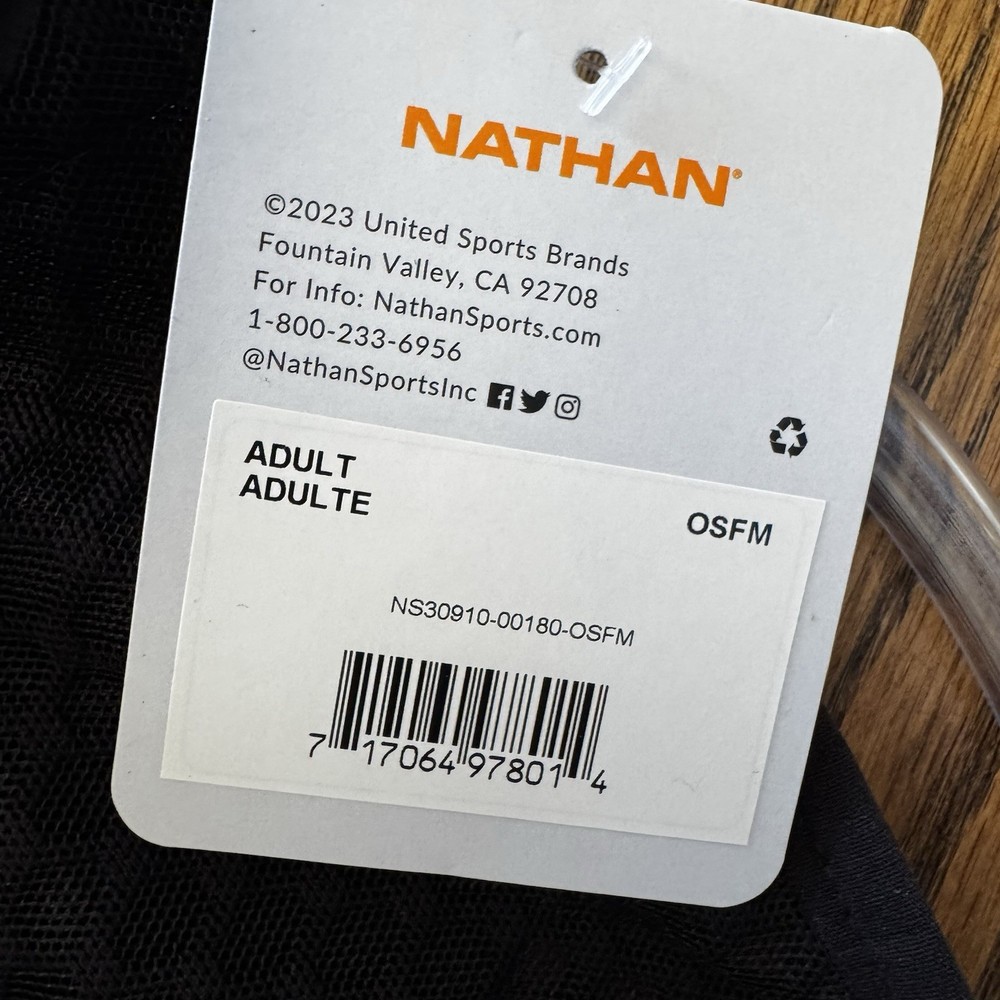 NATHAN®
©2023 United Sports Brands
Fountain Valley, CA 92708
For Info: NathanSports.com
1-800-233-6956
@NathanSportsInc
ADULT
ADULTE
OSFM
NS30910-00180-OSFM
7 17064 97801 4